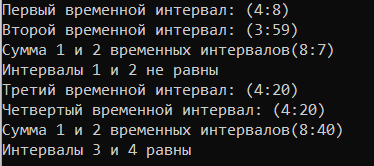 Первый временной интервал: (4:8)
Второй временной интервал: (3:59)
Сумма 1 и 2 временных интервалов(8:7)
Интервалы 1 и 2 не равны
Третий временной интервал: (4:20)
Четвертый временной интервал: (4:20)
Сумма 1 и 2 временных интервалов(8:40)
Интервалы 3 и 4 равны